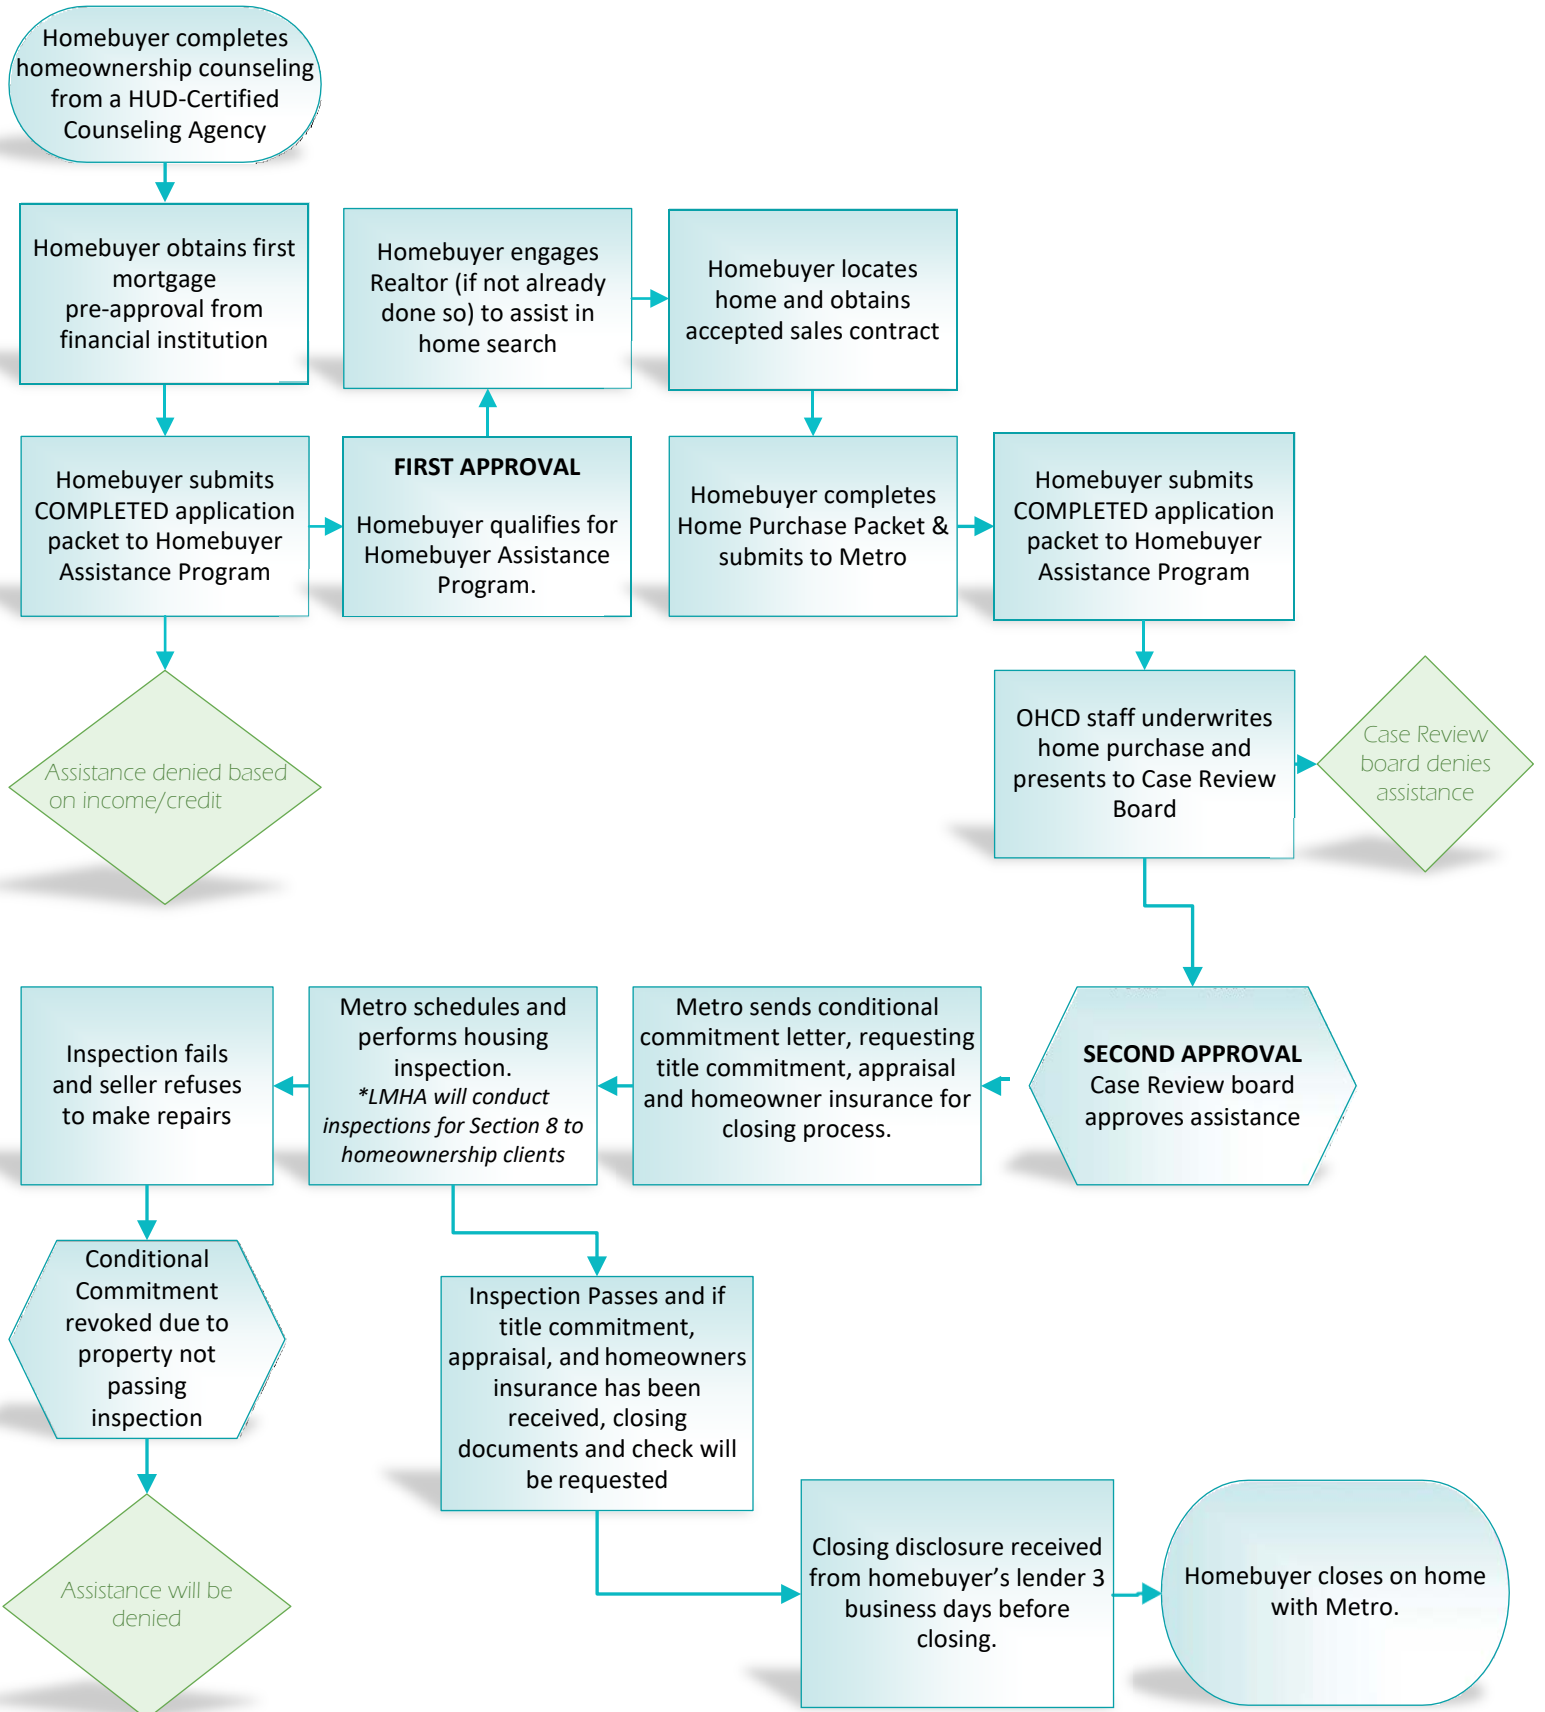 Homebuyer completes
homeownership counseling
from a HUD-Certified
Counseling Agency
Homebuyer obtains first
mortgage
pre-approval from
financial institution
Homebuyer engages
Realtor (if not already
done so) to assist in
home search
Homebuyer locates
home and obtains
accepted sales contract
Homebuyer submits
COMPLETED application
packet to Homebuyer
Assistance Program
FIRST APPROVAL
Homebuyer qualifies for
Homebuyer Assistance
Program.
Homebuyer completes
Home Purchase Packet &
submits to Metro
Homebuyer submits
COMPLETED application
packet to Homebuyer
Assistance Program
Assistance denied based
on income/credit
OHCD staff underwrites
home purchase and
presents to Case Review
Board
Case Review
board denies
assistance
Inspection fails
and seller refuses
to make repairs
Metro schedules and
performs housing
inspection.
*LMHA will conduct
inspections for Section 8 to
homeownership clients
Metro sends conditional
commitment letter, requesting
title commitment, appraisal
and homeowner insurance for
closing process.
SECOND APPROVAL
Case Review board
approves assistance
Conditional
Commitment
revoked due to
property not
passing
inspection
Inspection Passes and if
title commitment,
appraisal, and homeowners
insurance has been
received, closing
documents and check will
be requested
Assistance will be
denied
Closing disclosure received
from homebuyer’s lender 3
business days before
closing.
Homebuyer closes on home
with Metro.